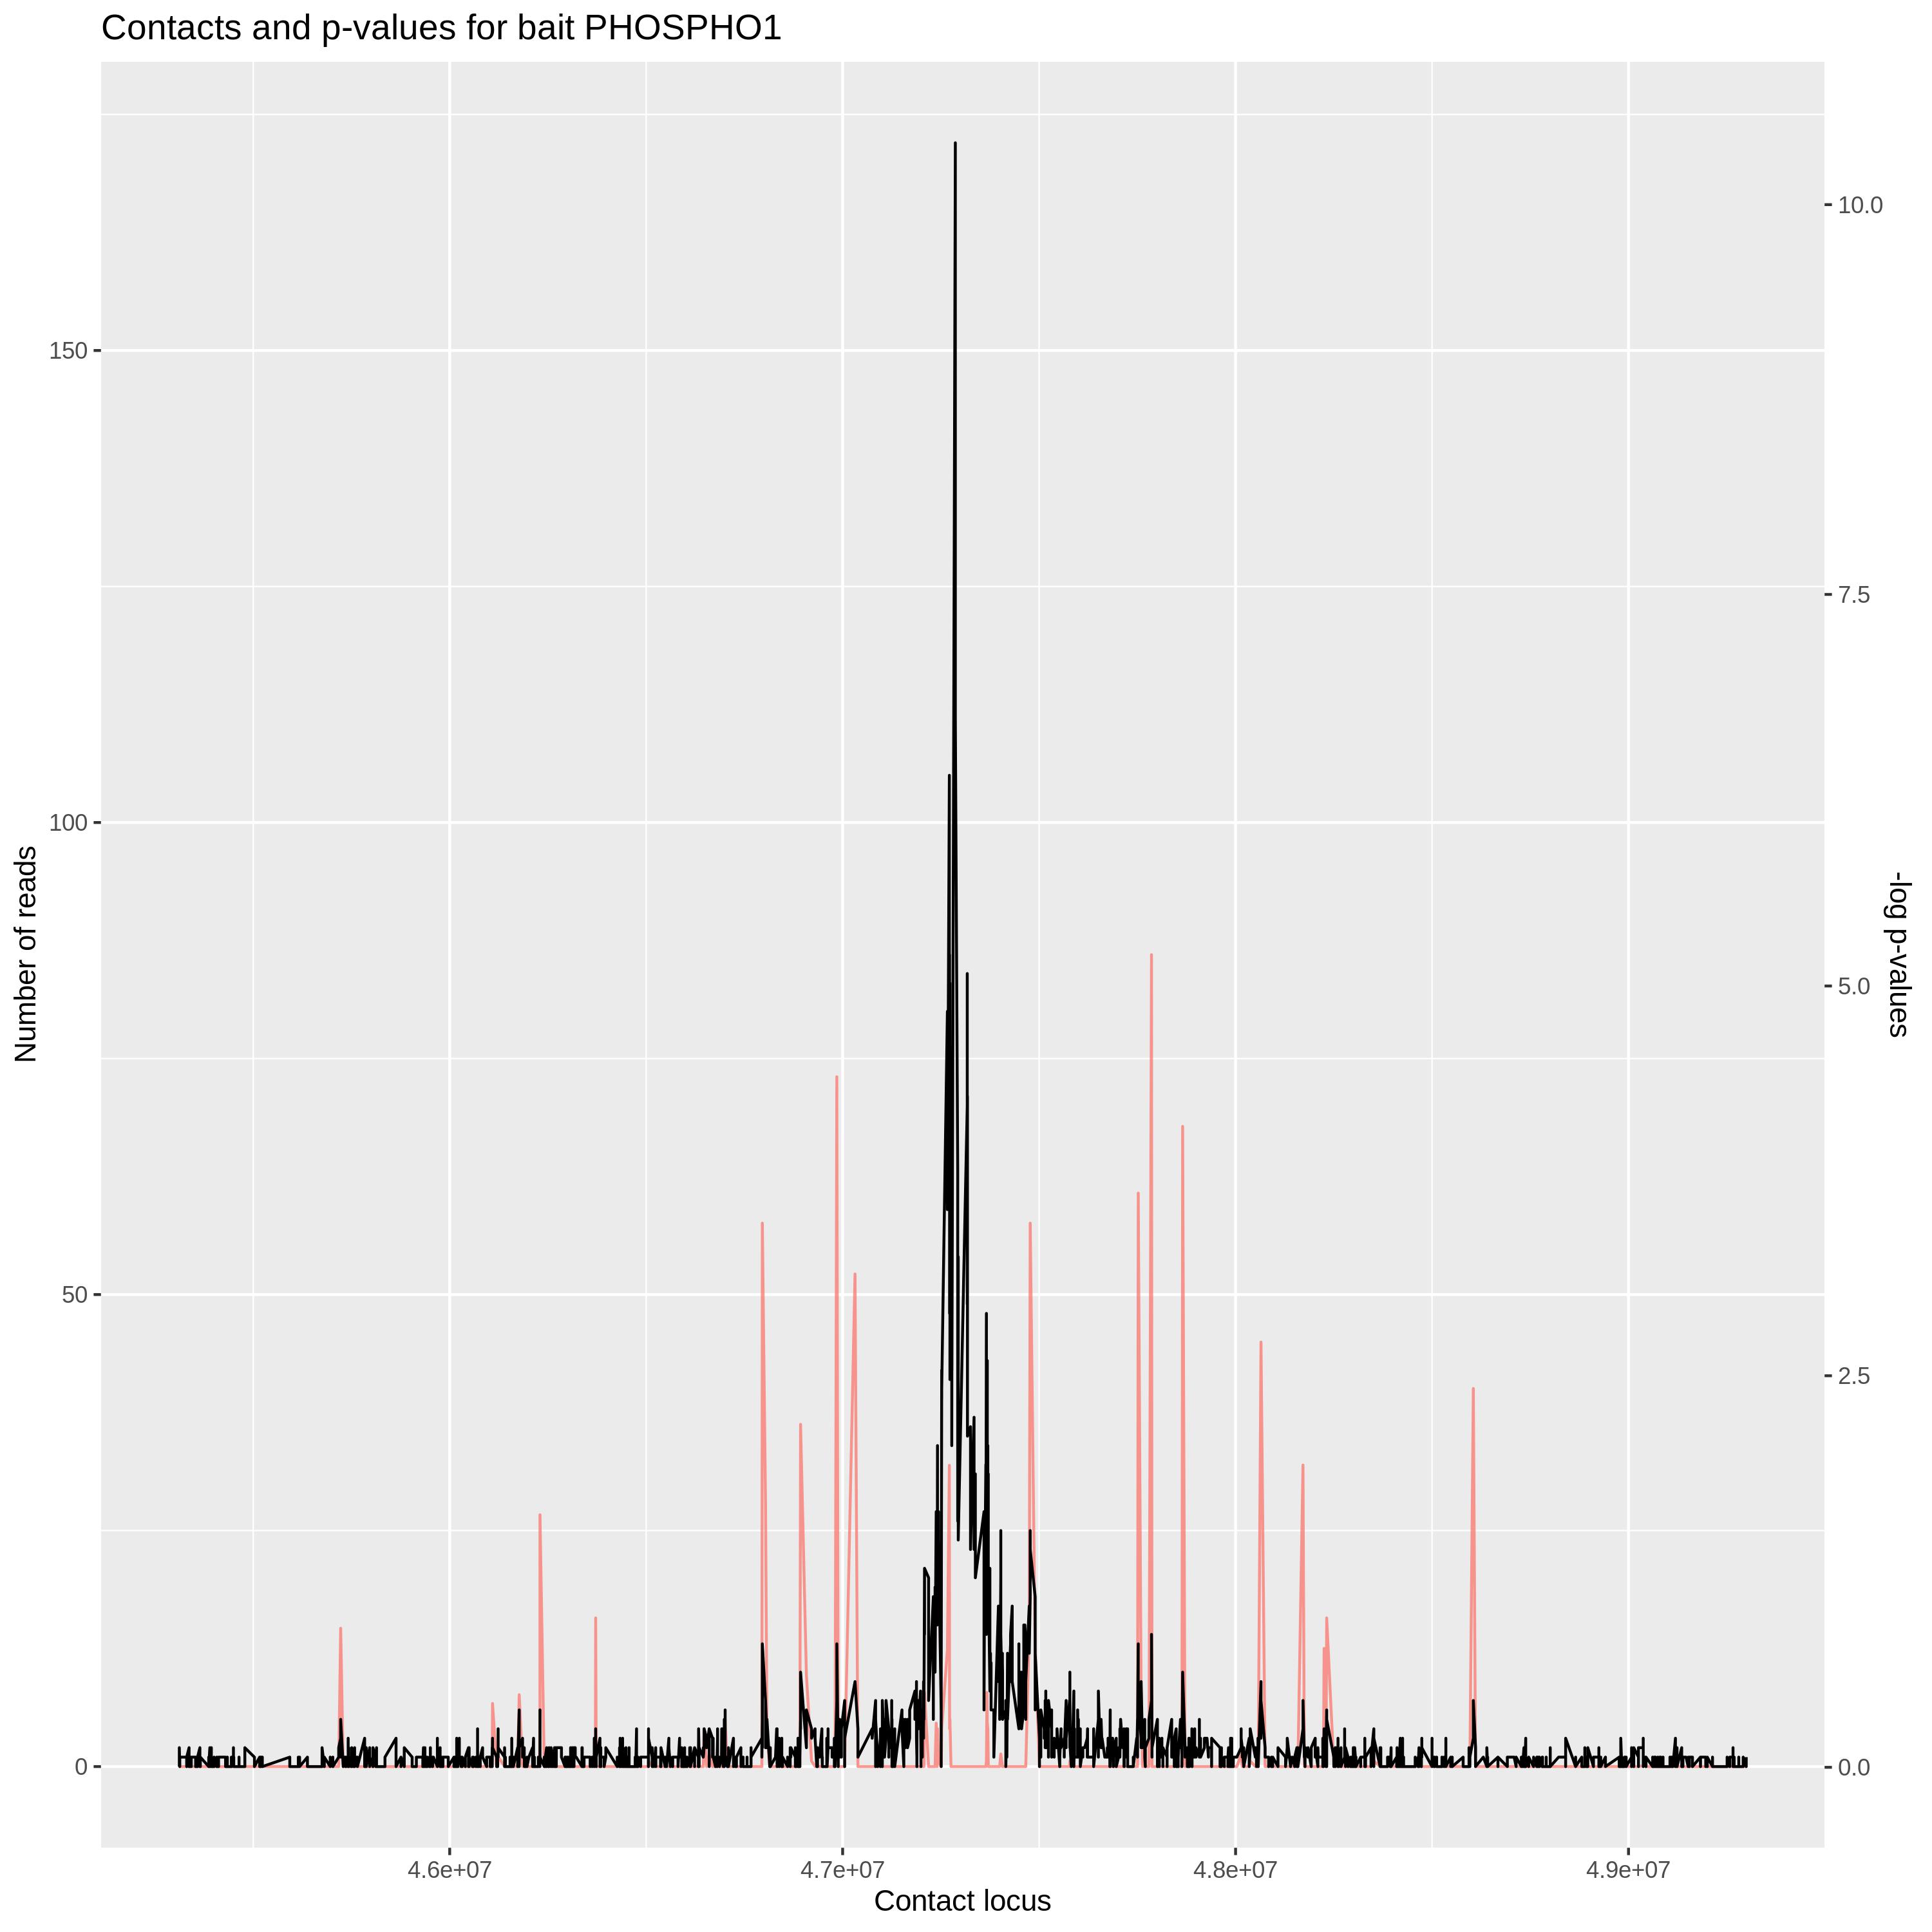 Contacts and p-values for bait PHOSPHO1
150
100
50
0
Number of reads
10.0
7.5
5.0
2.5
0.0
-log p-values
4.6e+07
4.7e+07
4.8e+07
4.9e+07
Contact locus